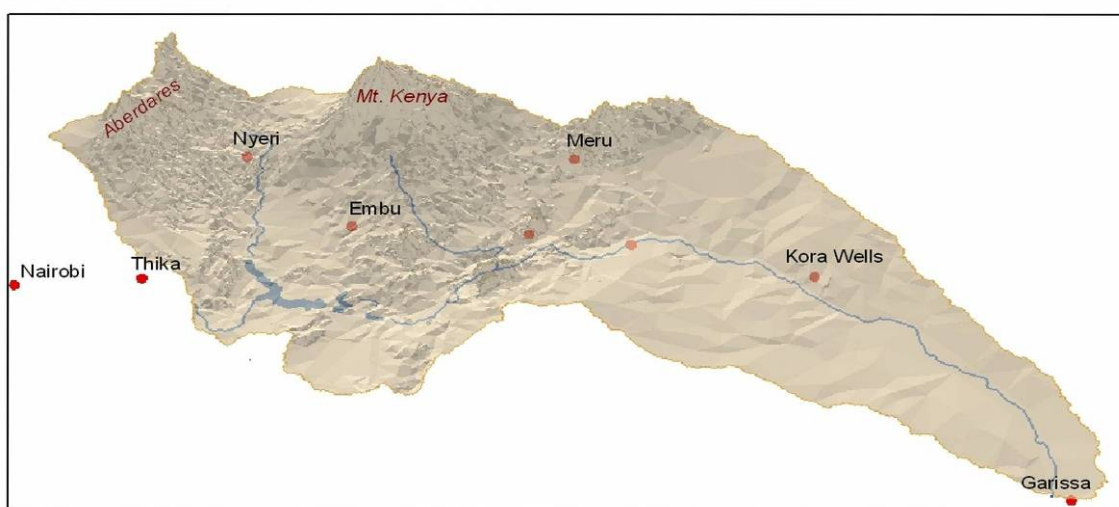 Aberdares
Mt. Kenya
Nyeri
Meru
Embu
Nairobi
Thika
Kora Wells
Garissa